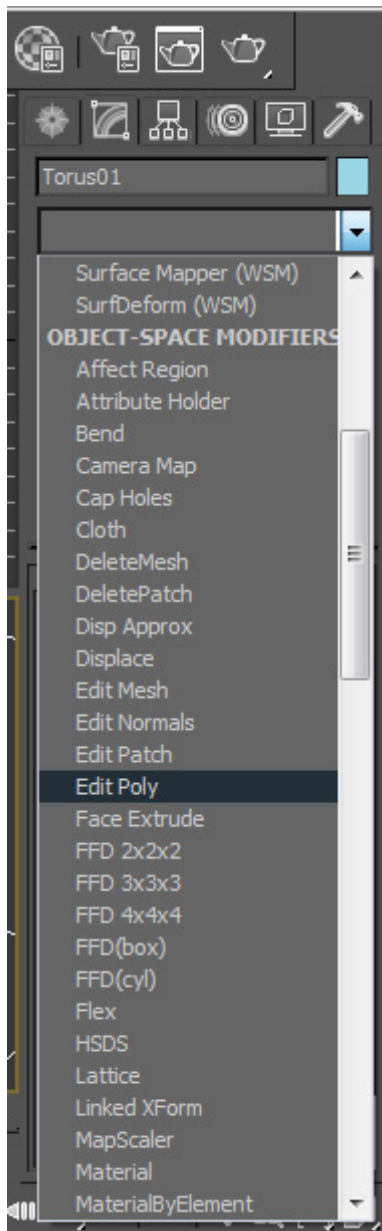 Torus01
Surface Mapper (WSM)
SurfDeform (WSM)
OBJECT-SPACE MODIFIERS
Affect Region
Attribute Holder
Bend
Camera Map
Cap Holes
Cloth
DeleteMesh
DeletePatch
Disp Approx
Displace
Edit Mesh
Edit Normals
Edit Patch
Edit Poly
Face Extrude
FFD 2x2x2
FFD 3x3x3
FFD 4x4x4
FFD(box)
FFD(cyl)
Flex
HSDS
Lattice
Linked XForm
MapScaler
Material
MaterialByElement